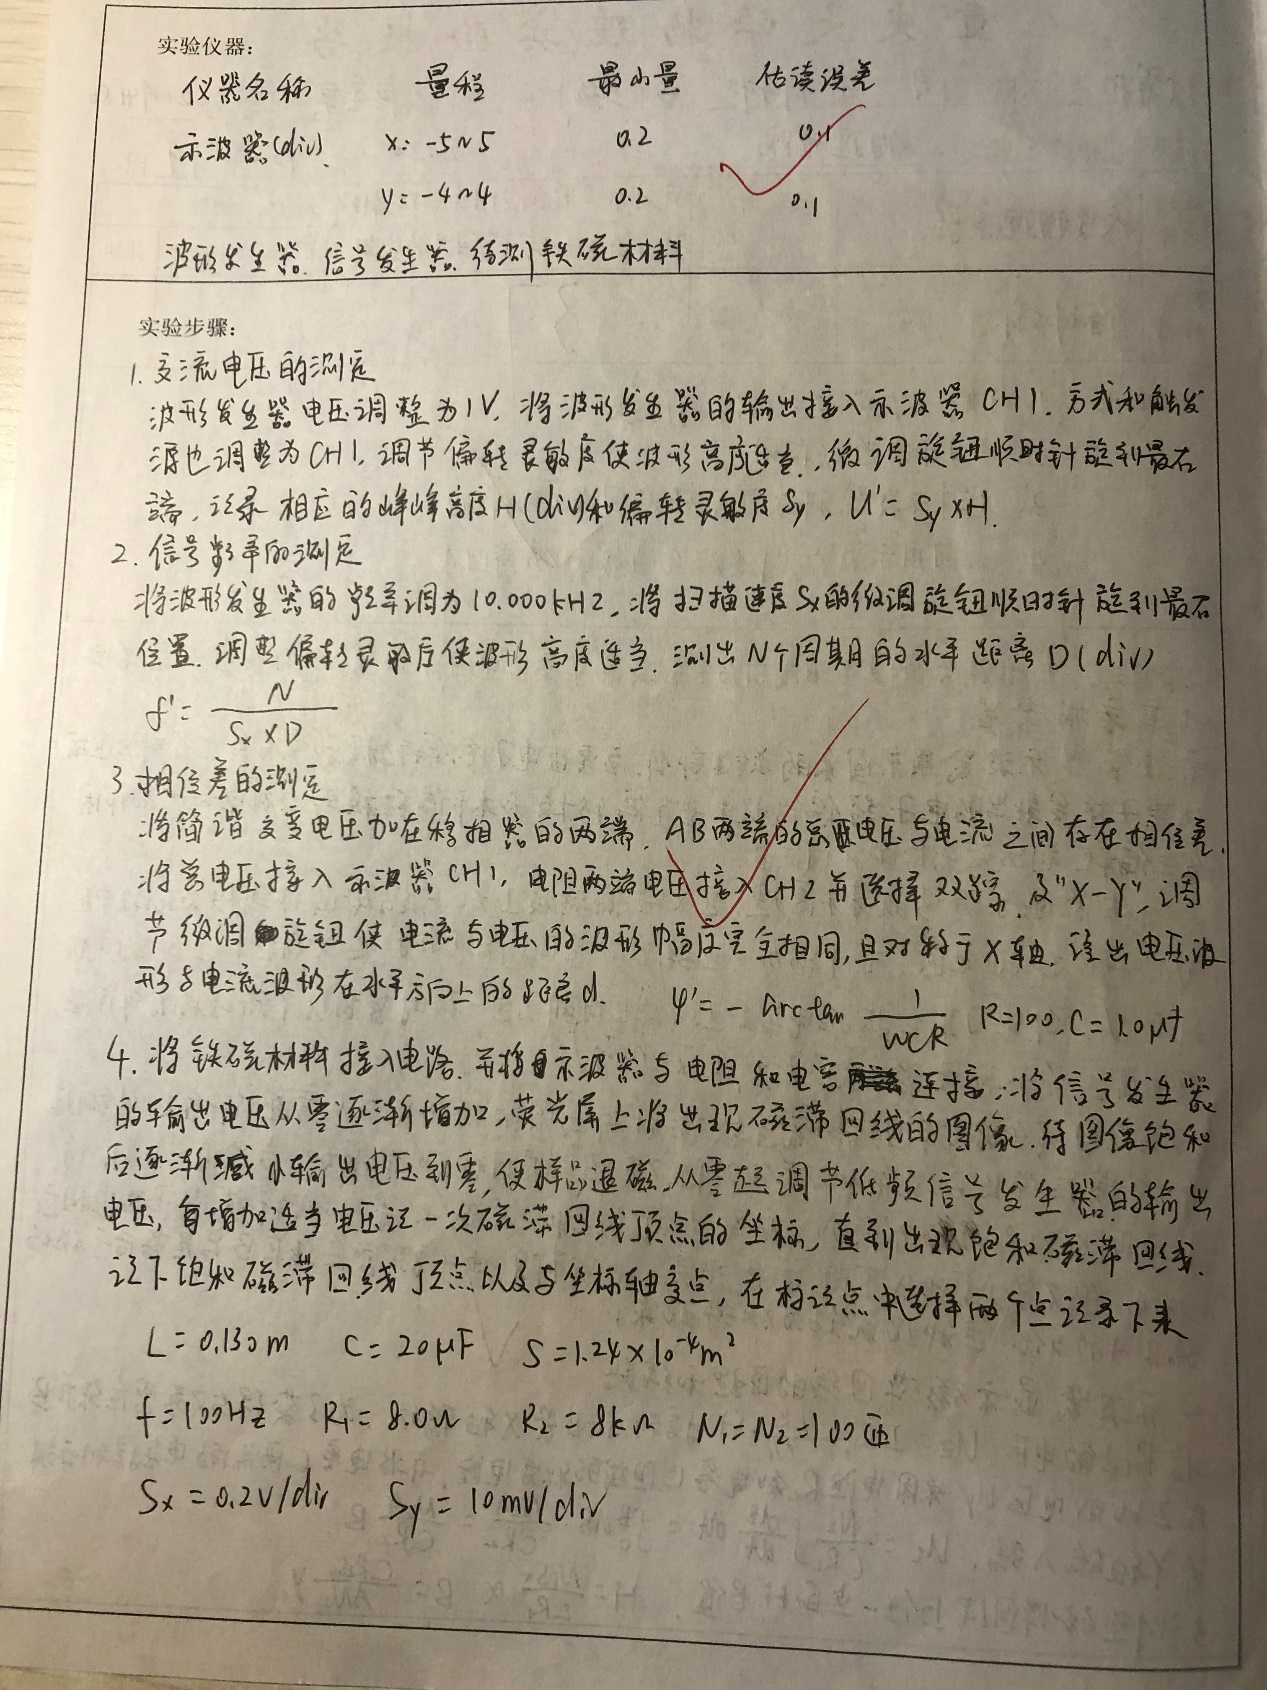 实验仪器：
仪器名称 量程 最小量 估读误差
示波器(div) x: -5~5 0.2 0.1
y: -4~4 0.2 0.1
波形发生器. 信号发生器. 待测铁磁材料
实验步骤：
1. 交流电压的测定
波形发生器电压调整为1V, 将波形发生器的输出接入示波器CH1. 方式和触发
源也调整为CH1, 调节偏转灵敏度使波形高度适当, 微调旋钮顺时针旋到最右
端, 记录相应的峰峰高度H(div)和偏转灵敏度Sy, U'= Sy×H.
2. 信号频率的测定
将波形发生器的频率调为10.000kHz, 将扫描速度Sx的微调旋钮顺时针旋到最右
位置. 调整偏转灵敏度使波形高度适当. 测出N个周期的水平距离D(div)
f'= N / (Sx × D)
3. 相位差的测定
将简谐交变电压加在移相器的两端. AB两端的总电压与电流之间存在相位差.
将总电压接入示波器CH1, 电阻两端电压接入CH2并选择双踪. 及"X-Y", 调
节微调旋钮使电流与电压的波形幅度完全相同, 且对称于X轴. 读出电压波
形与电流波形在水平方向上的距离d. φ'= - arctan 1/(ωCR) R=100, C=1.0μf
4. 将铁磁材料接入电路. 并将示波器与电阻和电容连接; 将信号发生器
的输出电压从零逐渐增加, 荧光屏上将出现磁滞回线的图像. 待图像饱和
后逐渐减小输出电压到零, 使样品退磁. 从零起调节低频信号发生器的输出
电压, 每增加适当电压记一次磁滞回线顶点的坐标, 直到出现饱和磁滞回线.
记下饱和磁滞回线顶点以及与坐标轴交点, 在标记点中选择两个点记录下来
L=0.130m C=20μF S=1.24×10⁻⁴m²
f=100Hz R₁=8.0Ω R₂=8kΩ N₁=N₂=100匝
Sx=0.2V/div Sy=10mV/div